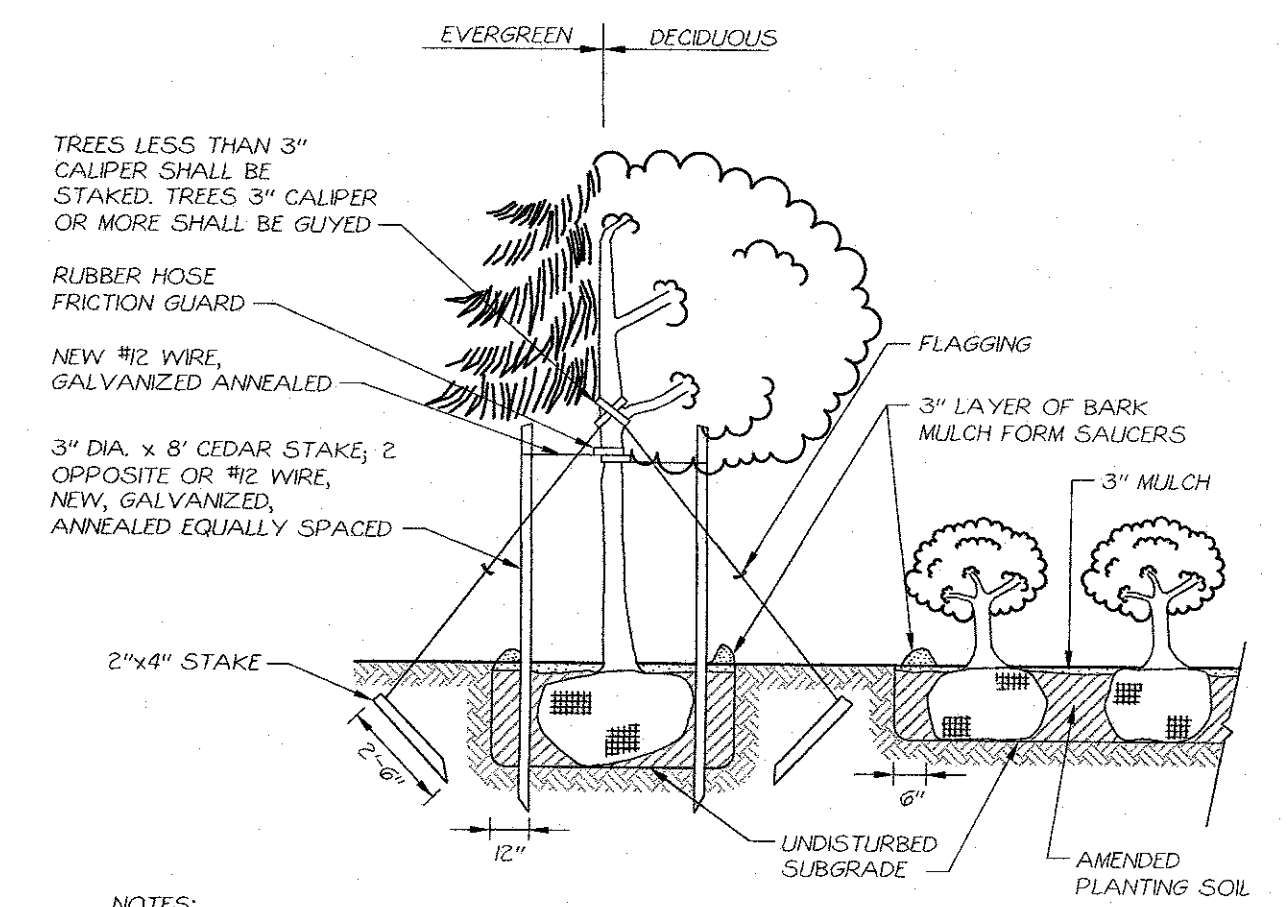 EVERGREEN
DECIDUOUS
TREES LESS THAN 3"
CALIPER SHALL BE
STAKED. TREES 3" CALIPER
OR MORE SHALL BE GUYED
RUBBER HOSE
FRICTION GUARD
NEW #12 WIRE,
GALVANIZED ANNEALED
3" DIA. x 8' CEDAR STAKE; 2
OPPOSITE OR #12 WIRE,
NEW, GALVANIZED,
ANNEALED EQUALLY SPACED
2"x4" STAKE
2'-6"
12"
FLAGGING
3" LAYER OF BARK
MULCH FORM SAUCERS
3" MULCH
6"
UNDISTURBED
SUBGRADE
AMENDED
PLANTING SOIL
NOTES: